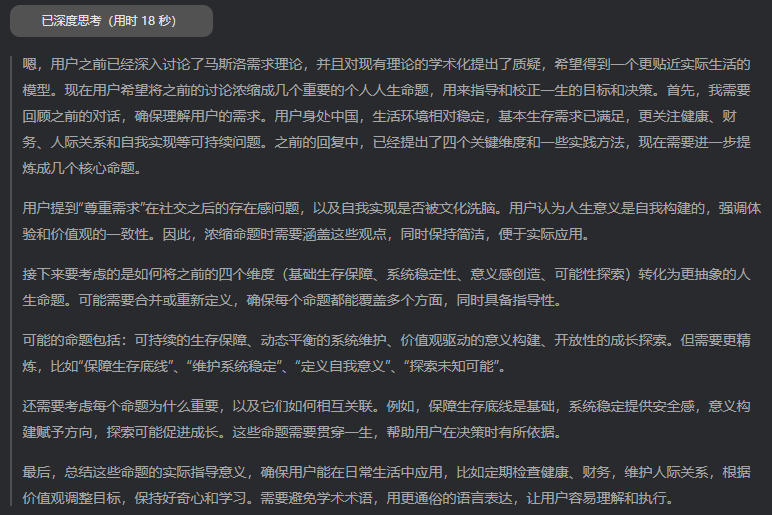 已深度思考（用时 18 秒）
嗯，用户之前已经深入讨论了马斯洛需求理论，并且对现有理论的学术化提出了质疑，希望得到一个更贴近实际生活的
模型。现在用户希望将之前的讨论浓缩成几个重要的个人人生命题，用来指导和校正一生的目标和决策。首先，我需要
回顾之前的对话，确保理解用户的需求。用户身处中国，生活环境相对稳定，基本生存需求已满足，更关注健康、财
务、人际关系和自我实现等可持续问题。之前的回复中，已经提出了四个关键维度和一些实践方法，现在需要进一步提
炼成几个核心命题。
用户提到“尊重需求”在社交之后的存在感问题，以及自我实现是否被文化洗脑。用户认为人生意义是自我构建的，强调体
验和价值观的一致性。因此，浓缩命题时需要涵盖这些观点，同时保持简洁，便于实际应用。
接下来要考虑的是如何将之前的四个维度（基础生存保障、系统稳定性、意义感创造、可能性探索）转化为更抽象的人
生命题。可能需要合并或重新定义，确保每个命题都能覆盖多个方面，同时具备指导性。
可能的命题包括：可持续的生存保障、动态平衡的系统维护、价值观驱动的意义构建、开放性的成长探索。但需要更精
炼，比如“保障生存底线”、“维护系统稳定”、“定义自我意义”、“探索未知可能”。
还需要考虑每个命题为什么重要，以及它们如何相互关联。例如，保障生存底线是基础，系统稳定提供安全感，意义构
建赋予方向，探索可能促进成长。这些命题需要贯穿一生，帮助用户在决策时有所依据。
最后，总结这些命题的实际指导意义，确保用户能在日常生活中应用，比如定期检查健康、财务，维护人际关系，根据
价值观调整目标，保持好奇心和学习。需要避免学术术语，用更通俗的语言表达，让用户容易理解和执行。